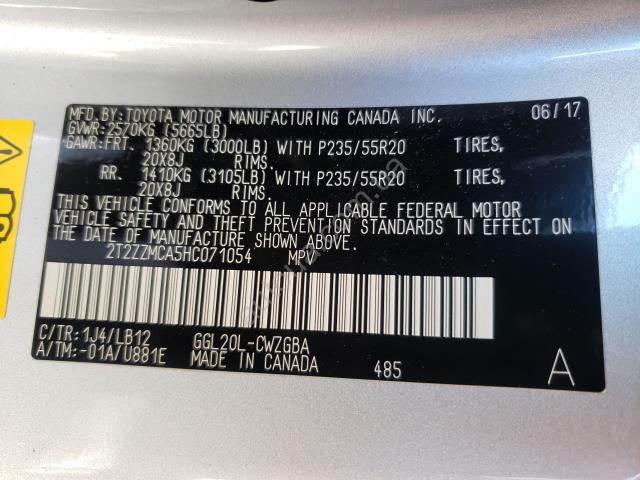 MFD.BY:TOYOTA MOTOR MANUFACTURING CANADA INC. 06/17
GVWR:2570KG (5665LB)
GAWR:FRT. 1360KG (3000LB) WITH P235/55R20 TIRES,
20X8J RIMS.
RR. 1410KG (3105LB) WITH P235/55R20 TIRES,
20X8J RIMS.
THIS VEHICLE CONFORMS TO ALL APPLICABLE FEDERAL MOTOR
VEHICLE SAFETY AND THEFT PREVENTION STANDARDS IN EFFECT ON
THE DATE OF MANUFACTURE SHOWN ABOVE.
2T2ZZMCA5HC071054 MPV
C/TR:1J4/LB12 GGL20L-CWZGBA
A/TM:-01A/U881E MADE IN CANADA 485 A